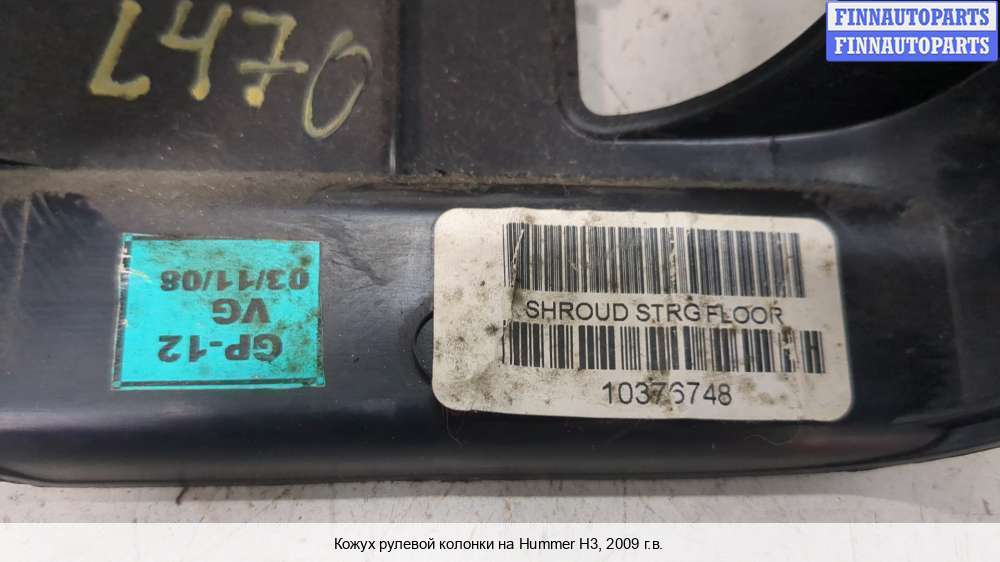 L470
FINNAUTOPARTS
FINNAUTOPARTS
GP-12
VG
03/11/08
SHROUD STRG FLOOR
H
10376748
Кожух рулевой колонки на Hummer H3, 2009 г.в.